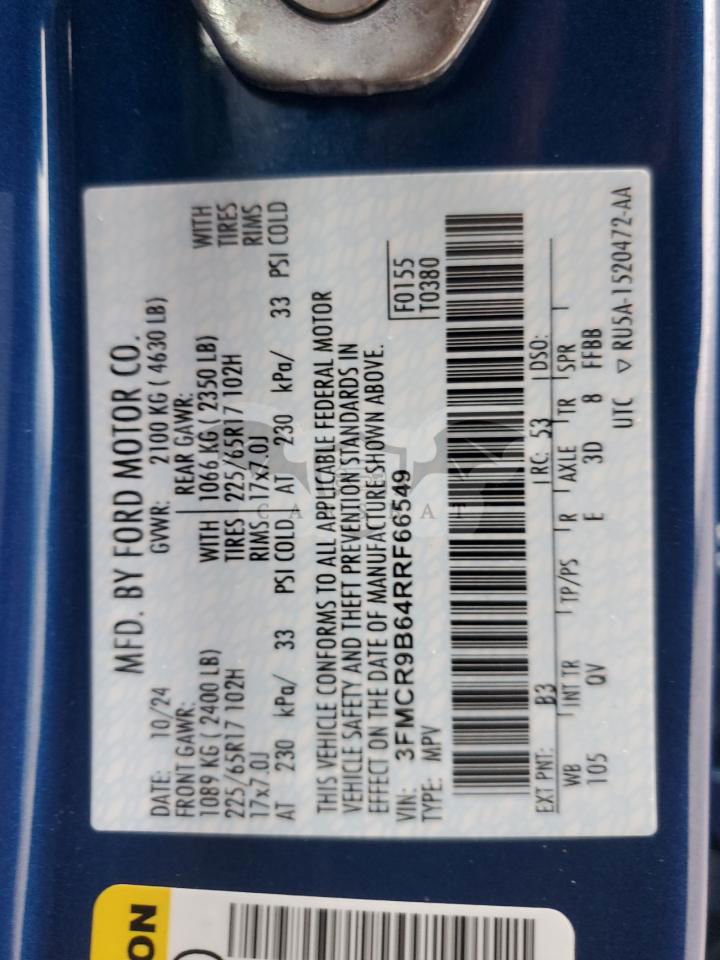 MFD. BY FORD MOTOR CO.
DATE: 10/24 GVWR: 2100 KG ( 4630 LB)
FRONT GAWR: REAR GAWR:
1089 KG ( 2400 LB) WITH 1066 KG ( 2350 LB) WITH
225/65R17 102H TIRES 225/65R17 102H TIRES
17x7.0J RIMS 17x7.0J RIMS
AT 230 kPa/ 33 PSI COLD AT 230 kPa/ 33 PSI COLD
THIS VEHICLE CONFORMS TO ALL APPLICABLE FEDERAL MOTOR
VEHICLE SAFETY AND THEFT PREVENTION STANDARDS IN
EFFECT ON THE DATE OF MANUFACTURE SHOWN ABOVE.
VIN: 3FMCR9B64RRF66549 F0155
TYPE: MPV T0380
EXT PNT: B3 RC: 53 DSO:
WB INT TR TP/PS R AXLE TR SPR
105 QV E 3D 8 FFBB
UTC ▽ RU5A-1520472-AA
ON